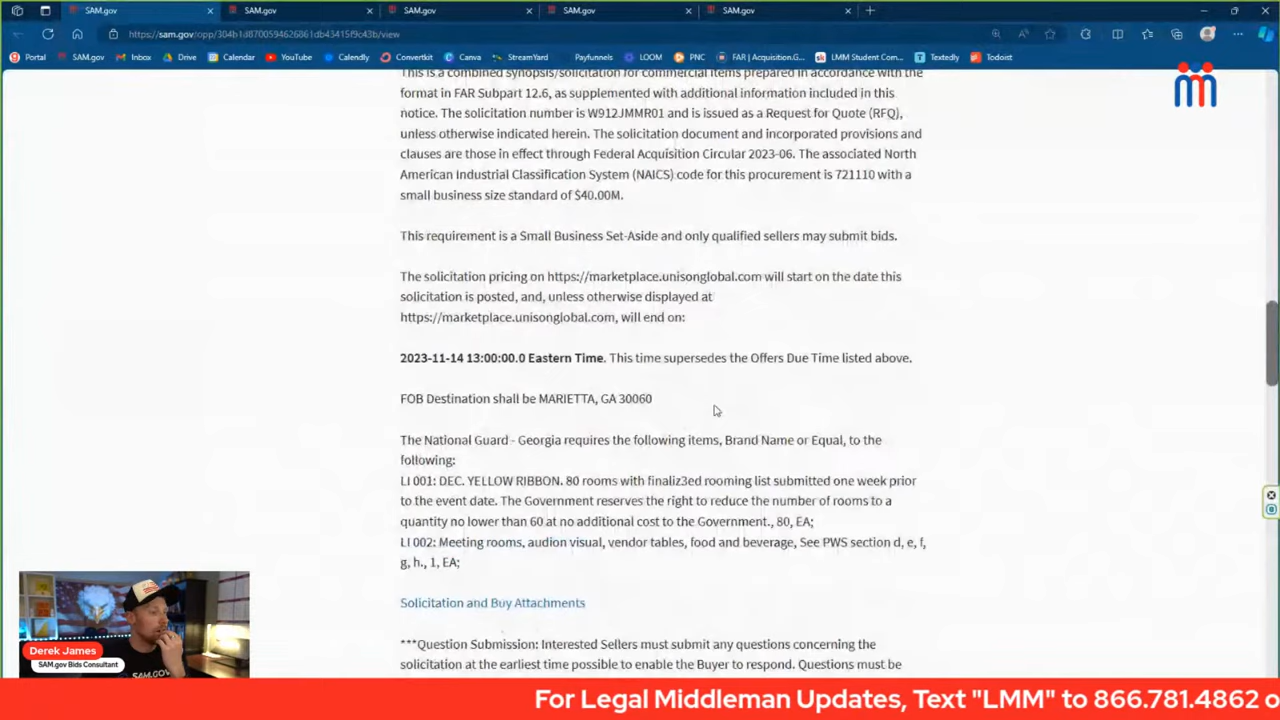 SAM.gov SAM.gov SAM.gov SAM.gov SAM.gov
https://sam.gov/opp/304b1d8700594626861db43415f9c43b/view
Portal SAM.gov Inbox Drive Calendar YouTube Calendly Convertkit Canva StreamYard Payfunnels LOOM PNC FAR | Acquisition.G... LMM Student Com... Textedly Todoist
This is a combined synopsis/solicitation for commercial items prepared in accordance with the
format in FAR Subpart 12.6, as supplemented with additional information included in this
notice. The solicitation number is W912JMMR01 and is issued as a Request for Quote (RFQ),
unless otherwise indicated herein. The solicitation document and incorporated provisions and
clauses are those in effect through Federal Acquisition Circular 2023-06. The associated North
American Industrial Classification System (NAICS) code for this procurement is 721110 with a
small business size standard of $40.00M.
This requirement is a Small Business Set-Aside and only qualified sellers may submit bids.
The solicitation pricing on https://marketplace.unisonglobal.com will start on the date this
solicitation is posted, and, unless otherwise displayed at
https://marketplace.unisonglobal.com, will end on:
2023-11-14 13:00:00.0 Eastern Time. This time supersedes the Offers Due Time listed above.
FOB Destination shall be MARIETTA, GA 30060
The National Guard - Georgia requires the following items, Brand Name or Equal, to the
following:
LI 001: DEC. YELLOW RIBBON. 80 rooms with finaliz3ed rooming list submitted one week prior
to the event date. The Government reserves the right to reduce the number of rooms to a
quantity no lower than 60 at no additional cost to the Government., 80, EA;
LI 002: Meeting rooms, audion visual, vendor tables, food and beverage, See PWS section d, e, f,
g, h., 1, EA;
Solicitation and Buy Attachments
***Question Submission: Interested Sellers must submit any questions concerning the
solicitation at the earliest time possible to enable the Buyer to respond. Questions must be
Derek James
SAM.gov Bids Consultant
SAM.GOV
For Legal Middleman Updates, Text "LMM" to 866.781.4862 o